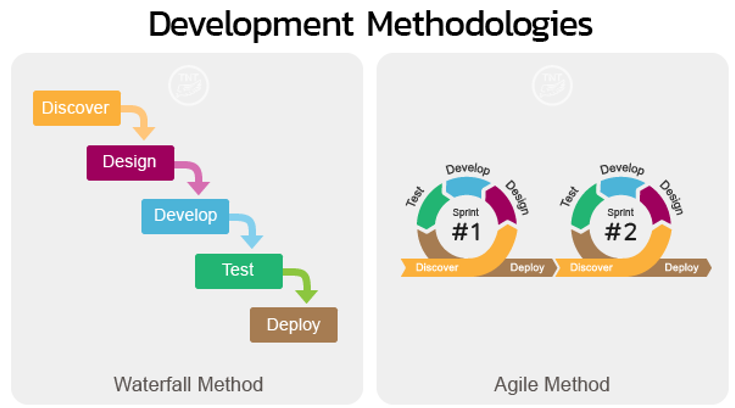 Development Methodologies
Discover
Design
Develop
Test
Deploy
Waterfall Method
Test
Develop
Design
Sprint
#1
Discover
Deploy
Test
Develop
Design
Sprint
#2
Discover
Deploy
Agile Method